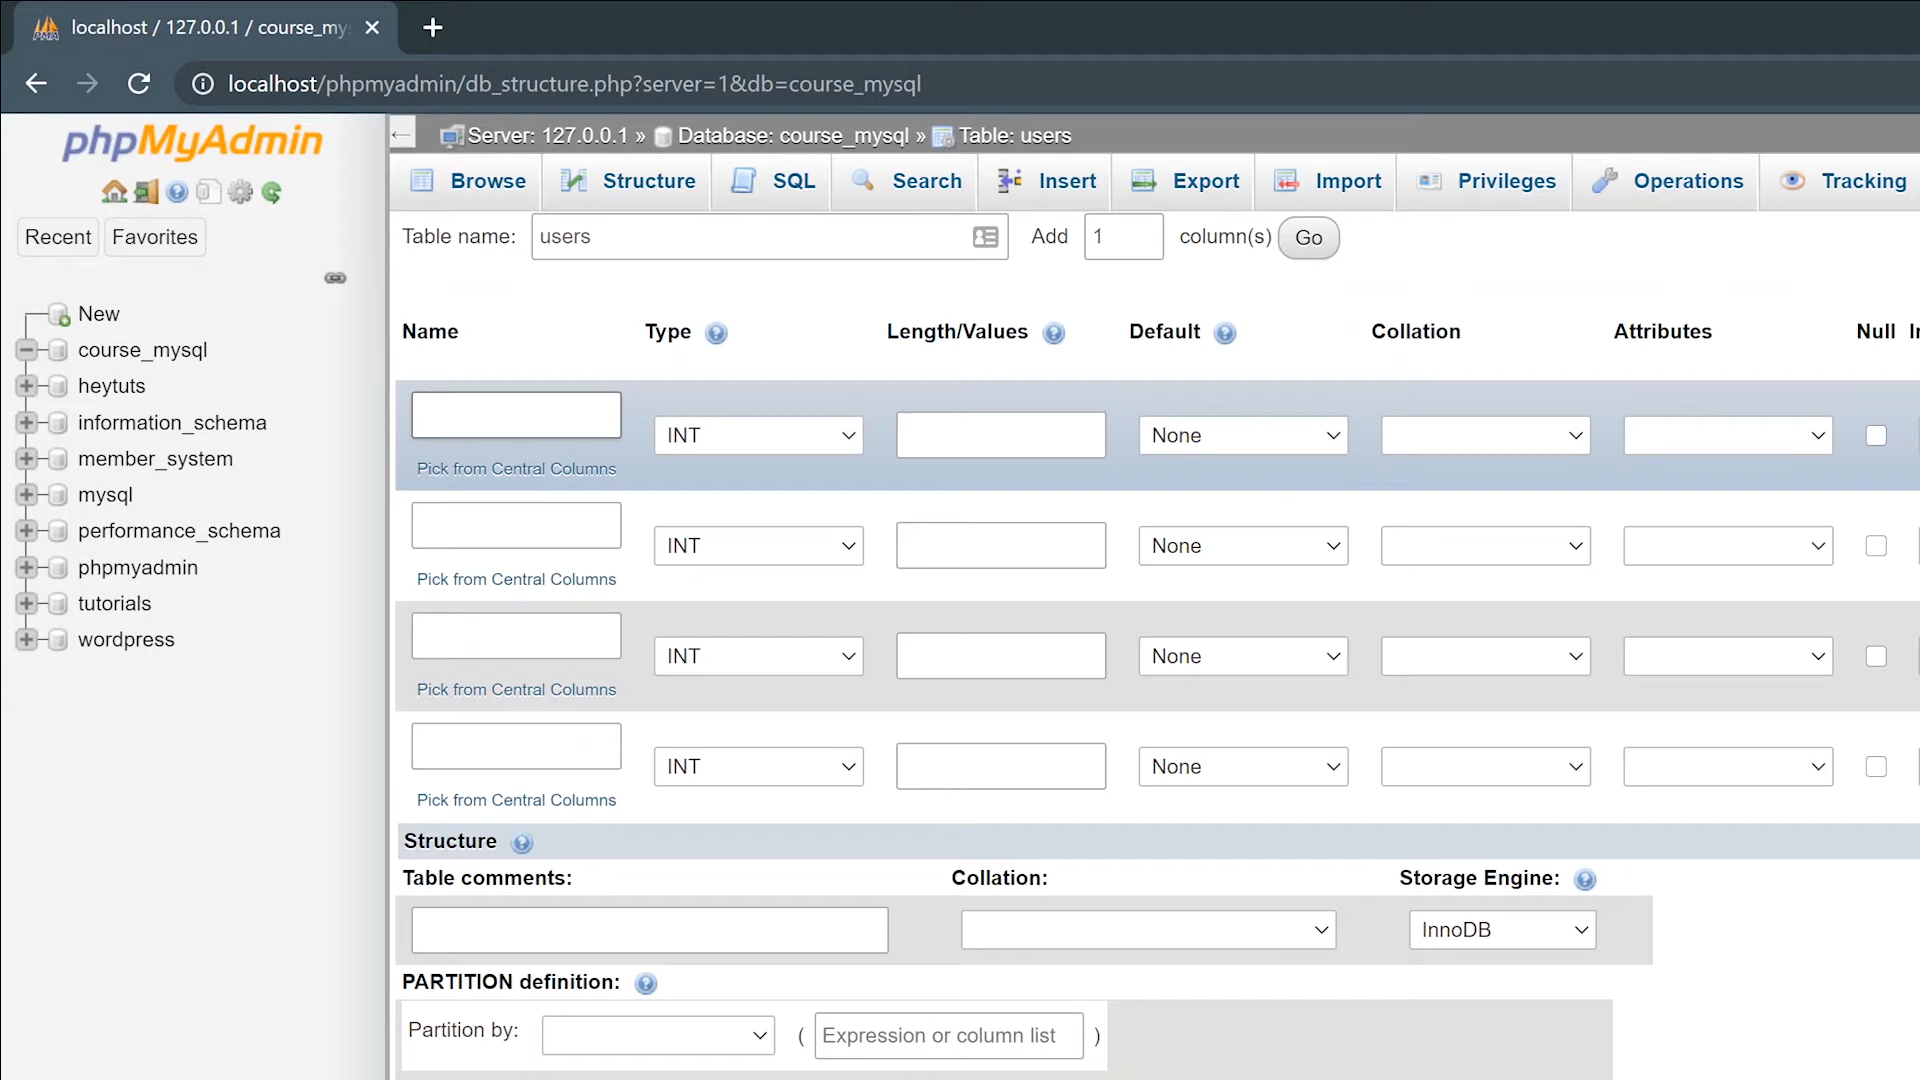 localhost / 127.0.0.1 / course_my
localhost/phpmyadmin/db_structure.php?server=1&db=course_mysql
phpMyAdmin
Recent Favorites
New
course_mysql
heytuts
information_schema
member_system
mysql
performance_schema
phpmyadmin
tutorials
wordpress
Server: 127.0.0.1 » Database: course_mysql » Table: users
Browse Structure SQL Search Insert Export Import Privileges Operations Tracking
Table name: users Add 1 column(s) Go
Name Type Length/Values Default Collation Attributes Null
INT None
Pick from Central Columns
INT None
Pick from Central Columns
INT None
Pick from Central Columns
INT None
Pick from Central Columns
Structure
Table comments: Collation: Storage Engine:
InnoDB
PARTITION definition:
Partition by: ( Expression or column list )